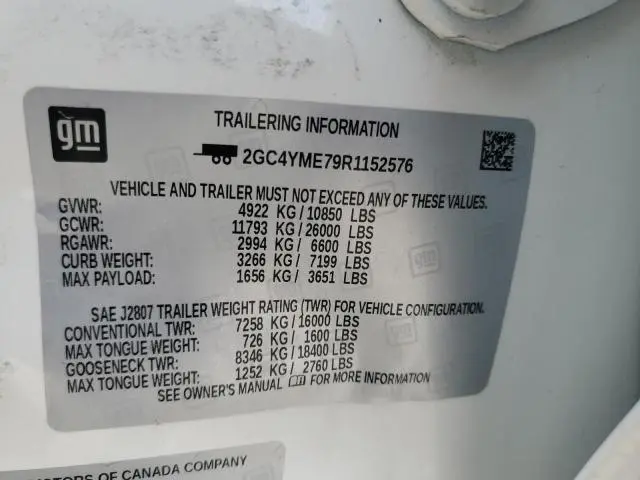 gm
TRAILERING INFORMATION
2GC4YME79R1152576
VEHICLE AND TRAILER MUST NOT EXCEED ANY OF THESE VALUES.
GVWR: 4922 KG/10850 LBS
GCWR: 11793 KG/26000 LBS
RGAWR: 2994 KG/ 6600 LBS
CURB WEIGHT: 3266 KG/ 7199 LBS
MAX PAYLOAD: 1656 KG/ 3651 LBS
SAE J2807 TRAILER WEIGHT RATING (TWR) FOR VEHICLE CONFIGURATION.
CONVENTIONAL TWR: 7258 KG/16000 LBS
MAX TONGUE WEIGHT: 726 KG/ 1600 LBS
GOOSENECK TWR: 8346 KG/18400 LBS
MAX TONGUE WEIGHT: 1252 KG/ 2760 LBS
SEE OWNER'S MANUAL FOR MORE INFORMATION
OF CANADA COMPANY